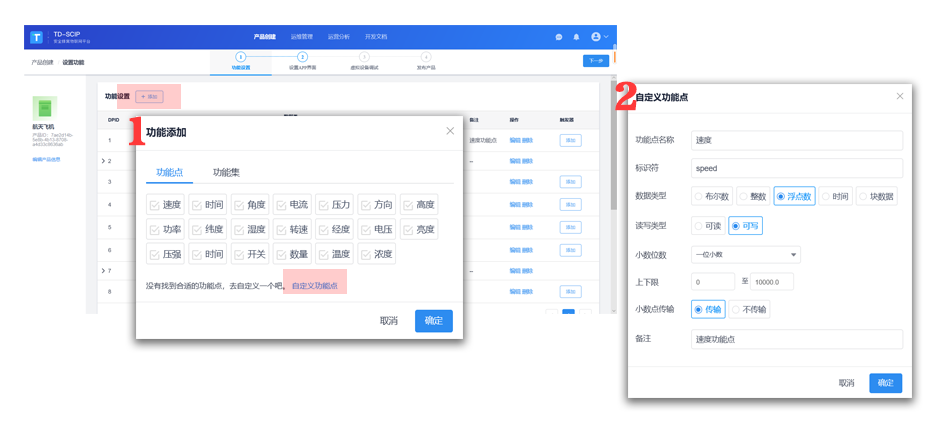 TD-SCIP
产品创建
运维管理
运营分析
开发文档
产品创建
设置功能
1
功能设置
2
设置APP界面
3
虚拟设备调试
4
发布产品
下一步
航天飞机
编辑产品信息
功能设置
+ 添加
DPID
备注
操作
触发器
1
速度功能点
编辑 删除
添加
2
--
编辑 删除
3
编辑 删除
添加
4
编辑 删除
添加
5
编辑 删除
添加
6
编辑 删除
添加
7
--
编辑 删除
8
编辑 删除
添加
1
功能添加
功能点
功能集
速度 时间 角度 电流 压力 方向 高度
功率 纬度 湿度 转速 经度 电压 亮度
压强 时间 开关 数量 温度 浓度
没有找到合适的功能点，去自定义一个吧。 自定义功能点
取消
确定
2
自定义功能点
功能点名称
速度
标识符
speed
数据类型
布尔数 整数 浮点数 时间 块数据
读写类型
可读 可写
小数位数
一位小数
上下限
0 至 10000.0
小数点传输
传输 不传输
备注
速度功能点
取消
确定